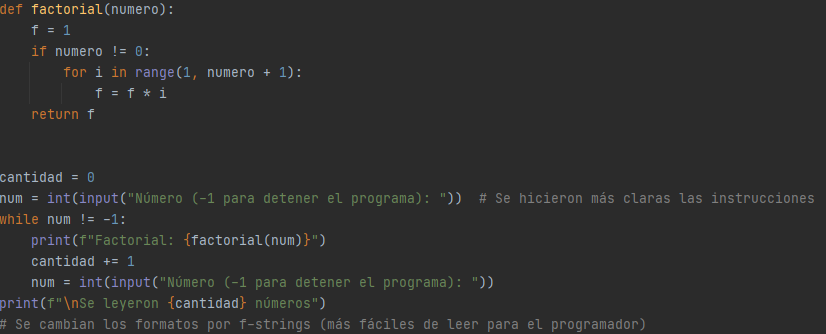 def factorial(numero):
    f = 1
    if numero != 0:
        for i in range(1, numero + 1):
            f = f * i
    return f
cantidad = 0
num = int(input("Número (-1 para detener el programa): "))  # Se hicieron más claras las instrucciones
while num != -1:
    print(f"Factorial: {factorial(num)}")
    cantidad += 1
    num = int(input("Número (-1 para detener el programa): "))
print(f"\nSe leyeron {cantidad} números")
# Se cambian los formatos por f-strings (más fáciles de leer para el programador)